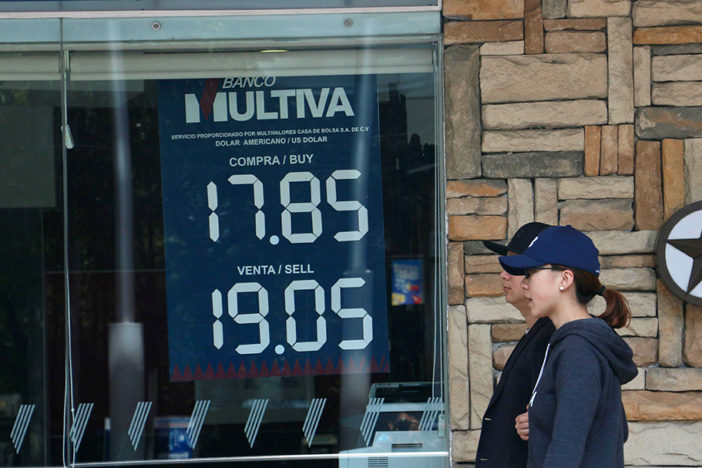 BANCO
MULTIVA
SERVICIO PROPORCIONADO POR MULTIVALORES CASA DE BOLSA S.A. DE C.V
DOLAR AMERICANO / US DOLAR
COMPRA / BUY
17.85
VENTA / SELL
19.05